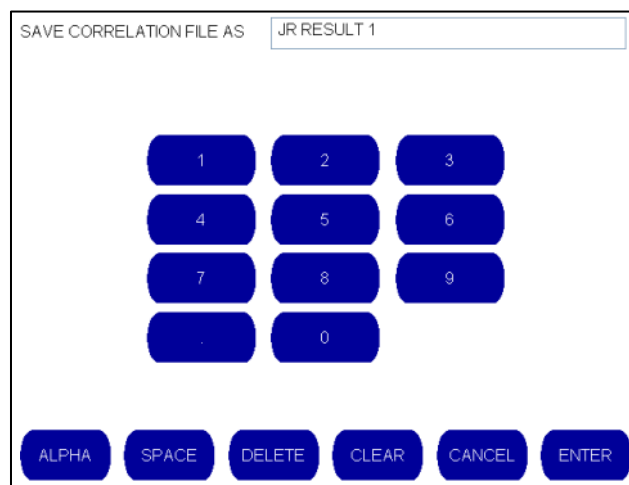 SAVE CORRELATION FILE AS JR RESULT 1
1 2 3
4 5 6
7 8 9
. 0
ALPHA SPACE DELETE CLEAR CANCEL ENTER